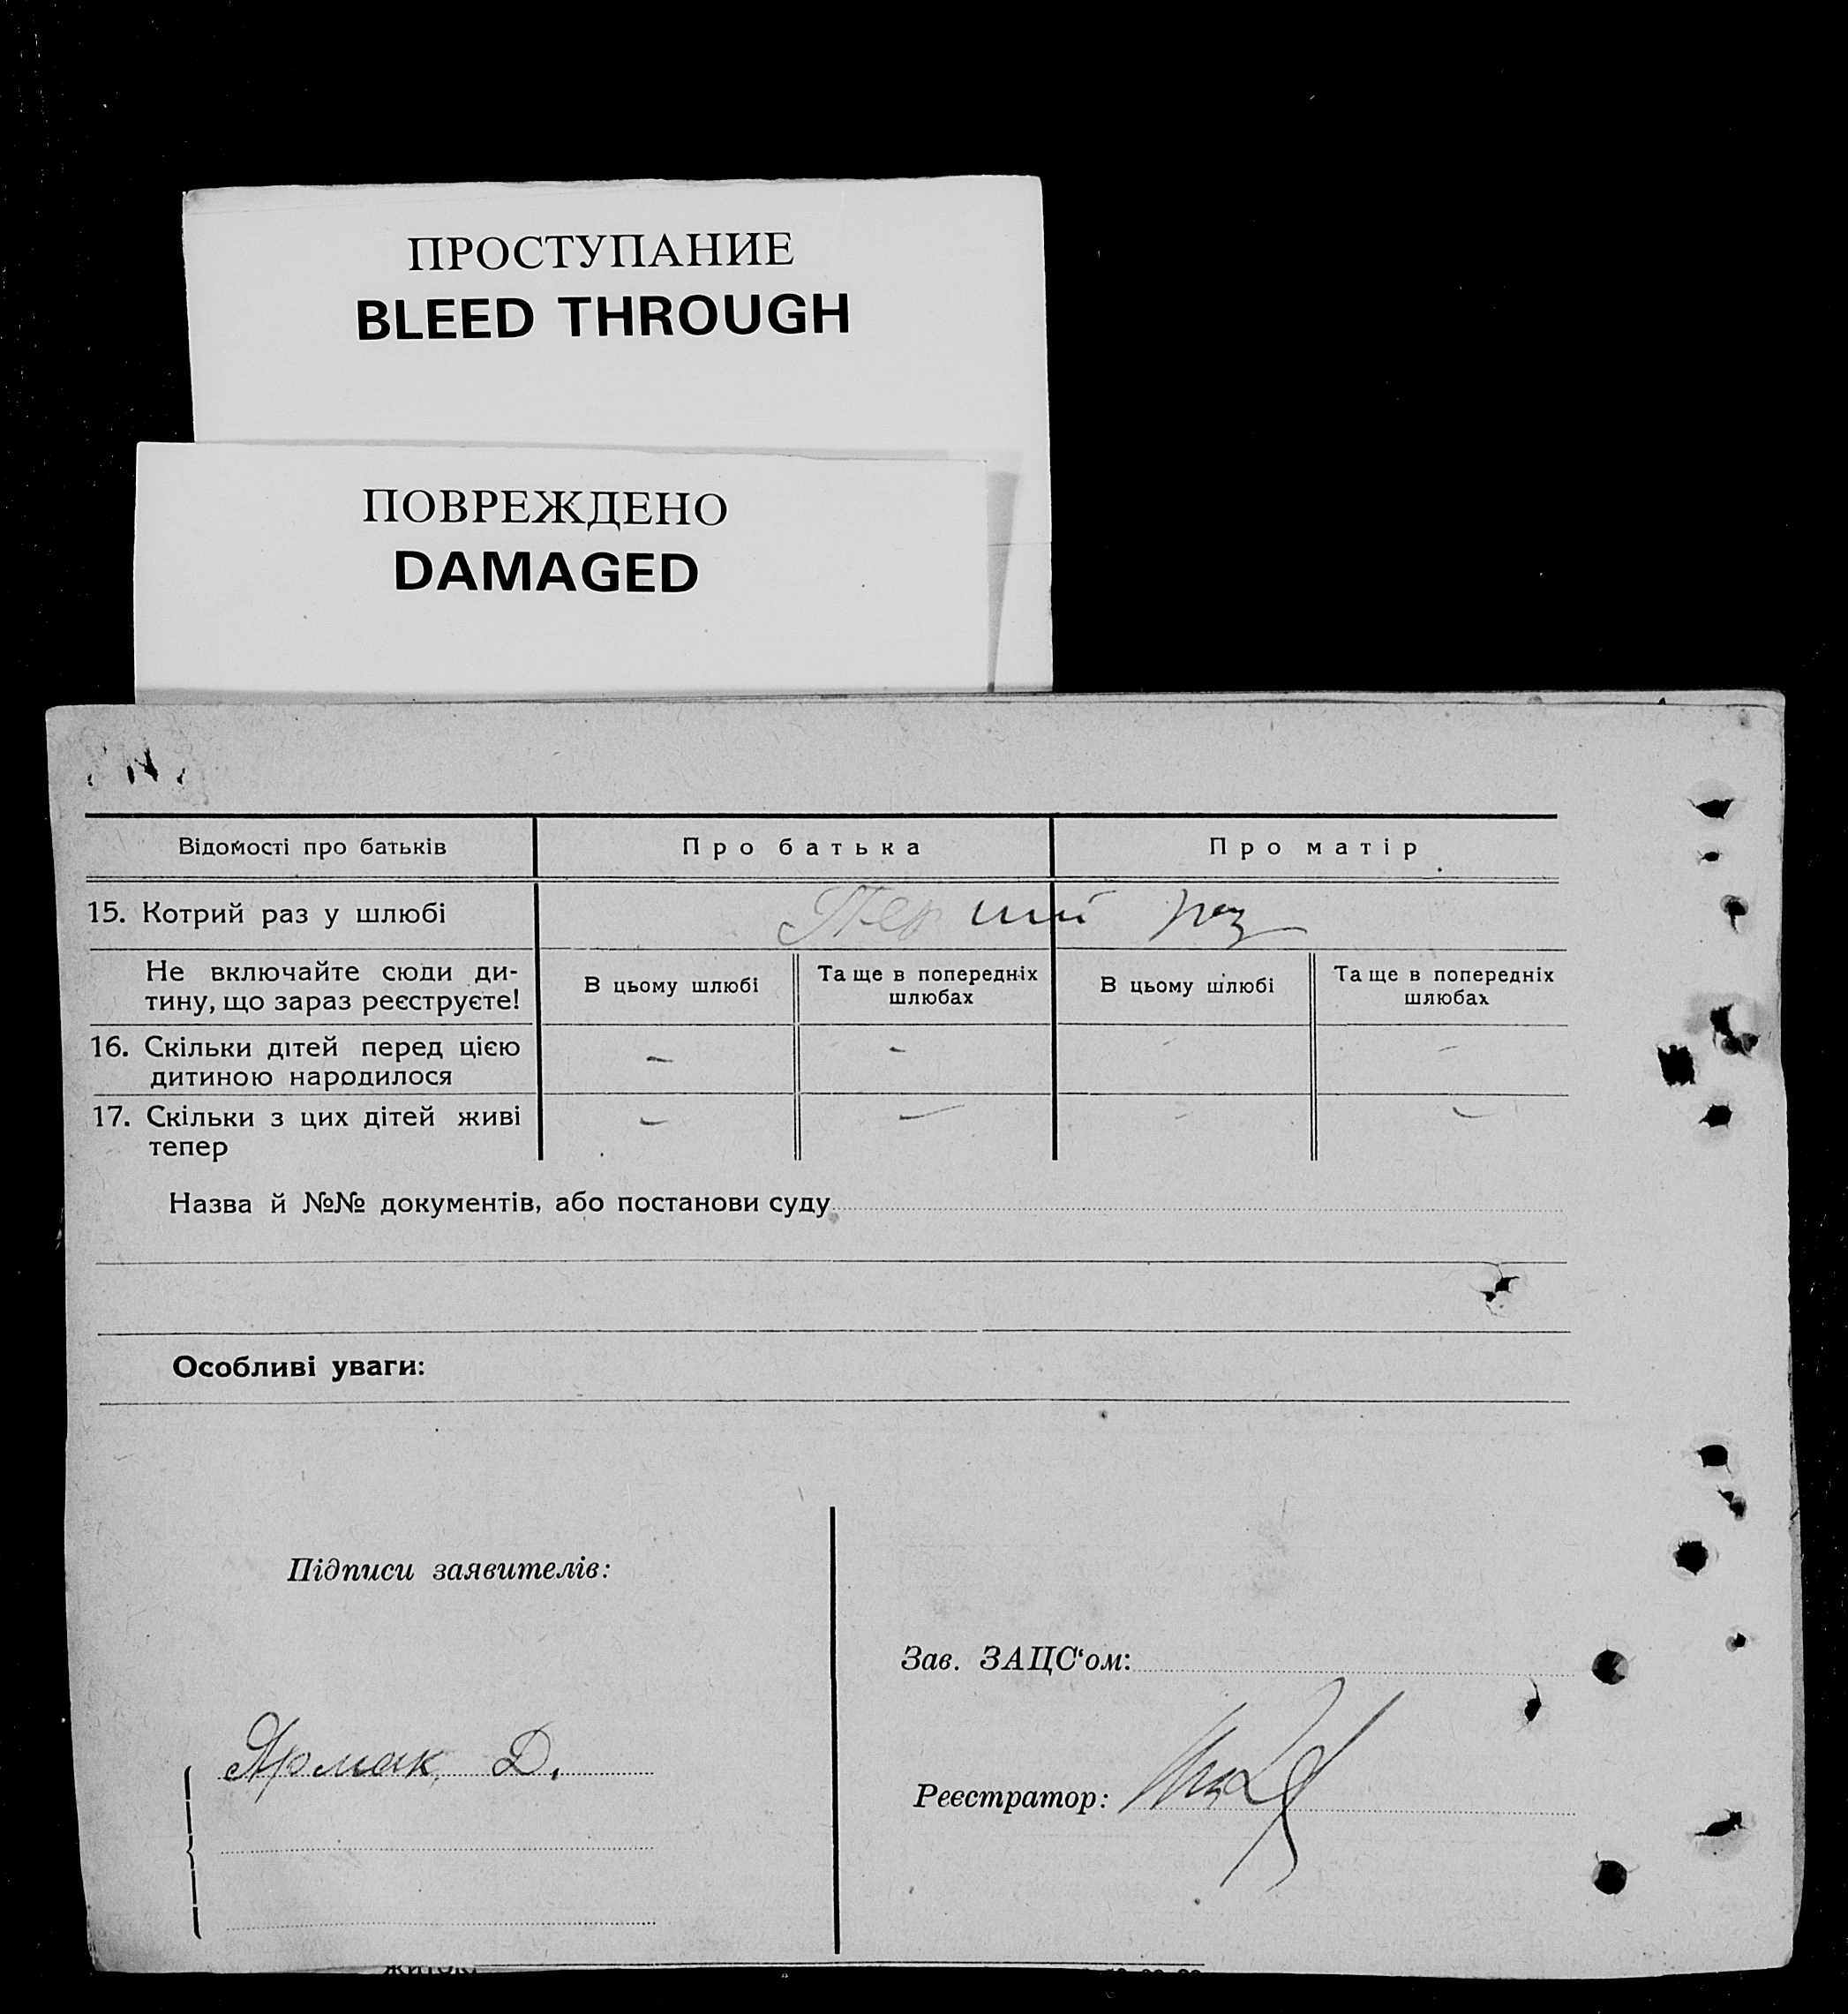 ПРОСТУПАНИЕ
BLEED THROUGH
ПОВРЕЖДЕНО
DAMAGED
Відомості про батьків Про батька Про матір
15. Котрий раз у шлюбі Перший раз
Не включайте сюди ди-
тину, що зараз реєструєте!
В цьому шлюбі
Та ще в попередніх
шлюбах
В цьому шлюбі
Та ще в попередніх
шлюбах
16. Скільки дітей перед цією – – – –
дитиною народилося
17. Скільки з цих дітей живі – – – –
тепер
Назва й №№ документів, або постанови суду
Особливі уваги:
Підписи заявителів:
Ярмак Д.
Зав. ЗАЦС‘ом:
Реєстратор: